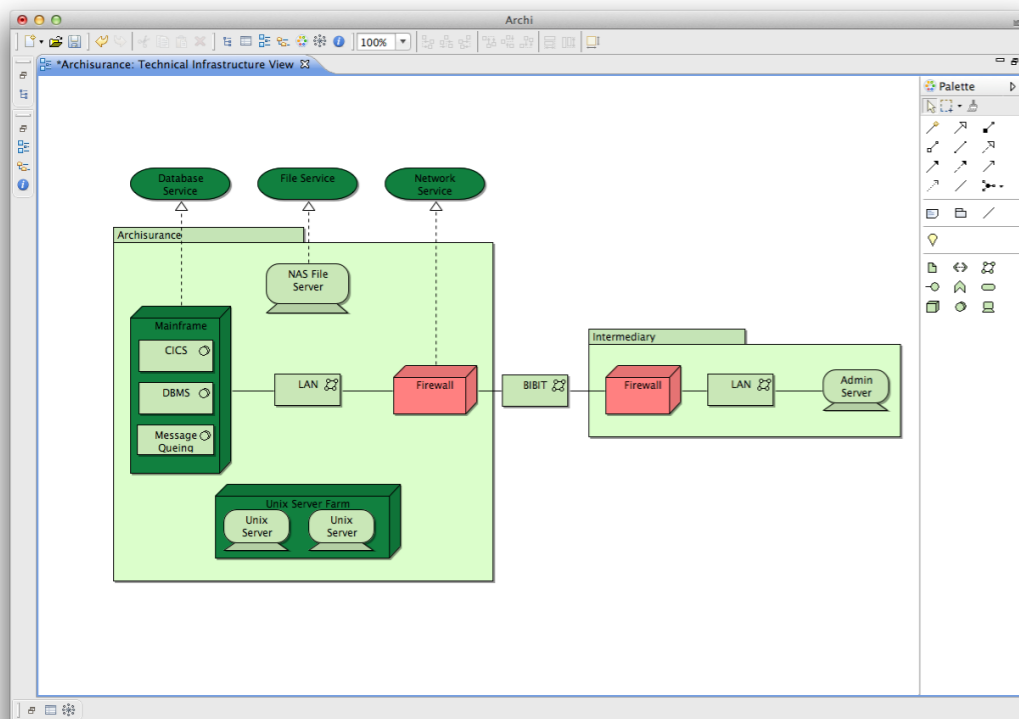 Archi
100%
*Archisurance: Technical Infrastructure View
Palette
Database
Service
File Service
Network
Service
Archisurance
NAS File
Server
Mainframe
CICS
DBMS
Message
Queing
LAN
Firewall
BIBIT
Intermediary
Firewall
LAN
Admin
Server
Unix Server Farm
Unix
Server
Unix
Server